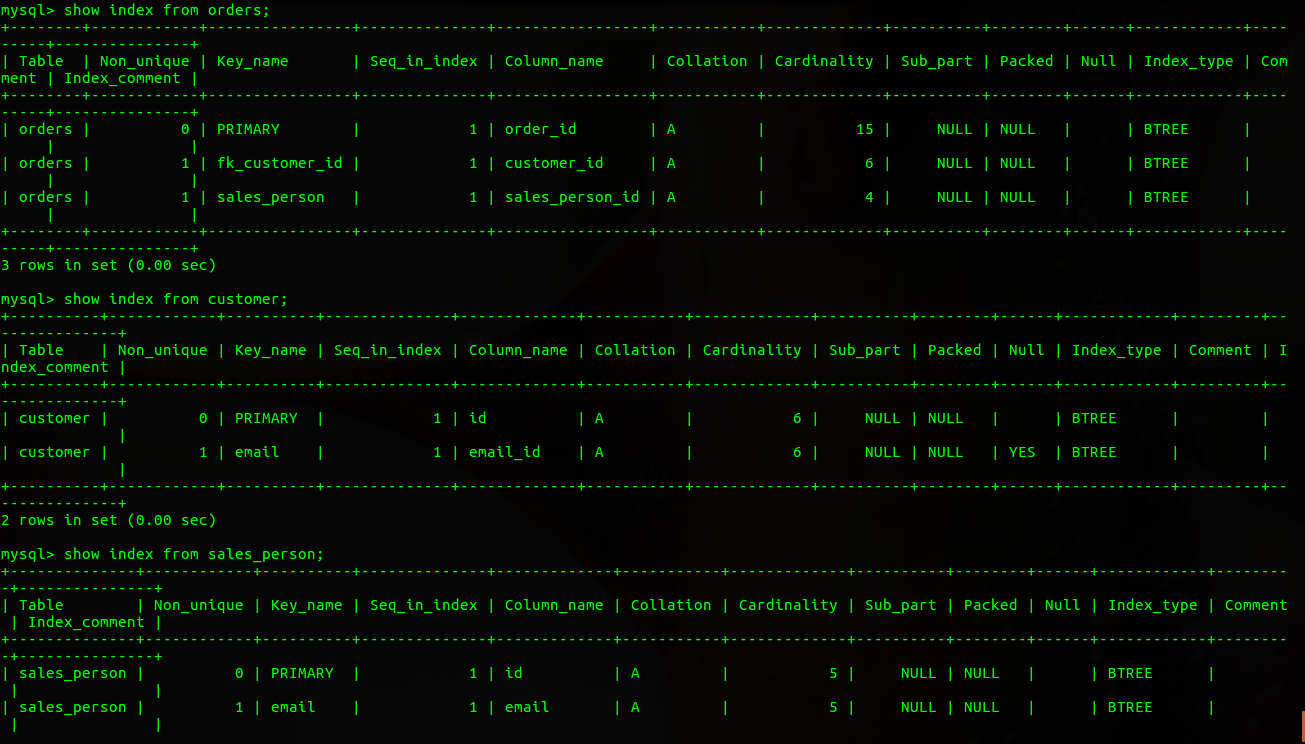 mysql> show index from orders;
+--------+------------+----------------+--------------+----------------+-----------+-------------+----------+--------+------+------------+----
-----+---------------+
| Table  | Non_unique | Key_name       | Seq_in_index | Column_name     | Collation | Cardinality | Sub_part | Packed | Null | Index_type | Com
ment | Index_comment |
+--------+------------+----------------+--------------+-----------------+-----------+-------------+----------+--------+------+------------+----
-----+---------------+
| orders |          0 | PRIMARY        |            1 | order_id        | A         |          15 |     NULL | NULL   |      | BTREE      |
     |               |
| orders |          1 | fk_customer_id |            1 | customer_id     | A         |           6 |     NULL | NULL   |      | BTREE      |
     |               |
| orders |          1 | sales_person   |            1 | sales_person_id | A         |           4 |     NULL | NULL   |      | BTREE      |
     |               |
+--------+------------+----------------+--------------+-----------------+-----------+-------------+----------+--------+------+------------+----
-----+---------------+
3 rows in set (0.00 sec)

mysql> show index from customer;
+----------+------------+----------+--------------+-------------+-----------+-------------+----------+--------+------+------------+---------+--
-------------+
| Table    | Non_unique | Key_name | Seq_in_index | Column_name | Collation | Cardinality | Sub_part | Packed | Null | Index_type | Comment | I
ndex_comment |
+----------+------------+----------+--------------+-------------+-----------+-------------+----------+--------+------+------------+---------+--
-------------+
| customer |          0 | PRIMARY  |            1 | id          | A         |           6 |     NULL | NULL   |      | BTREE      |         |
             |
| customer |          1 | email    |            1 | email_id    | A         |           6 |     NULL | NULL   | YES  | BTREE      |         |
             |
+----------+------------+----------+--------------+-------------+-----------+-------------+----------+--------+------+------------+---------+--
-------------+
2 rows in set (0.00 sec)

mysql> show index from sales_person;
+--------------+------------+----------+--------------+-------------+-----------+-------------+----------+--------+------+------------+--------
-+---------------+
| Table        | Non_unique | Key_name | Seq_in_index | Column_name | Collation | Cardinality | Sub_part | Packed | Null | Index_type | Comment
 | Index_comment |
+--------------+------------+----------+--------------+-------------+-----------+-------------+----------+--------+------+------------+--------
-+---------------+
| sales_person |          0 | PRIMARY  |            1 | id          | A         |           5 |     NULL | NULL   |      | BTREE      |
 |               |
| sales_person |          1 | email    |            1 | email       | A         |           5 |     NULL | NULL   |      | BTREE      |
 |               |